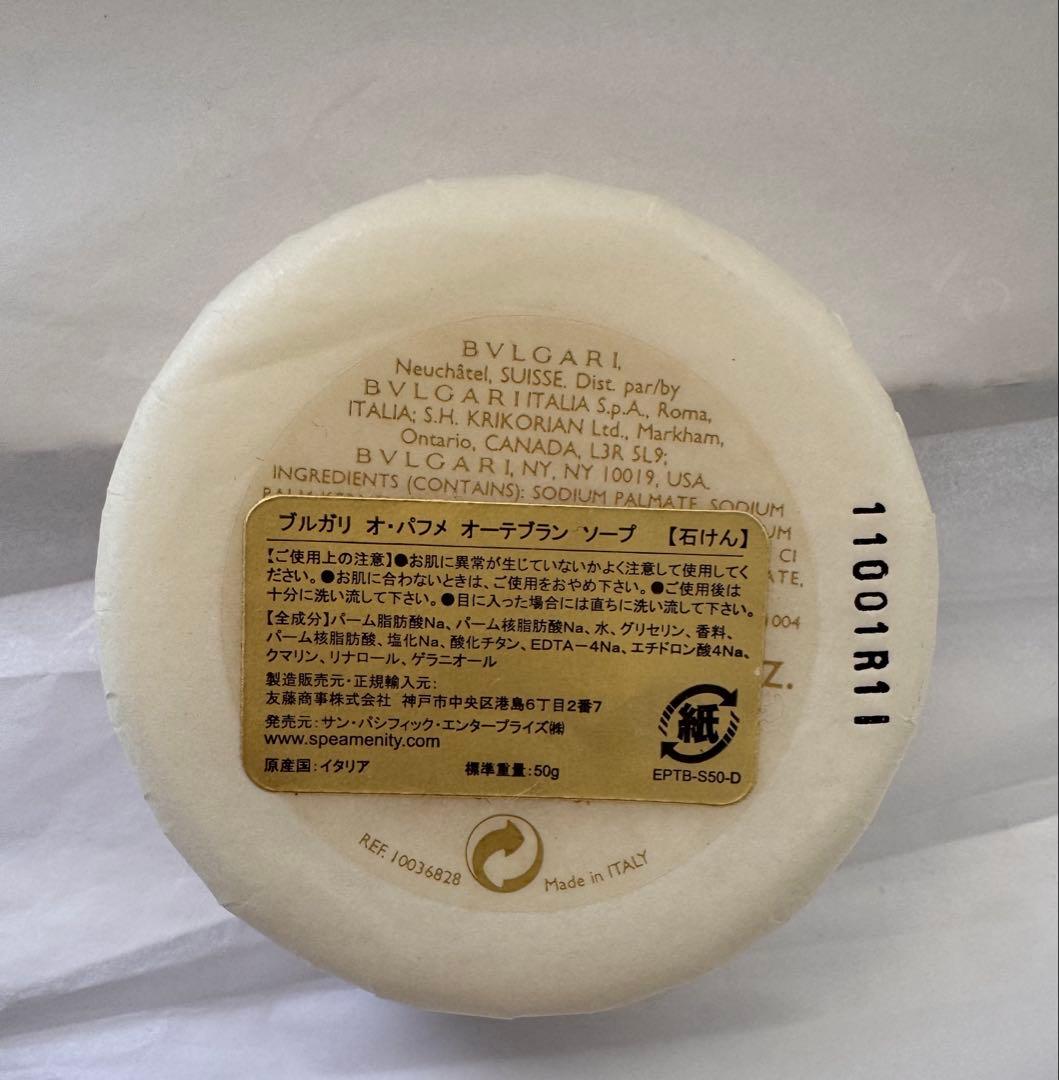 BVLGARI,
Neuchâtel, SUISSE. Dist. par/by
BVLGARI ITALIA S.p.A., Roma,
ITALIA; S.H. KRIKORIAN Ltd., Markham,
Ontario, CANADA, L3R 5L9;
BVLGARI, NY, NY 10019, USA.
INGREDIENTS (CONTAINS): SODIUM PALMATE, SODIUM
UM
CI
ATE,
1004
Z.
ブルガリ オ・パフメ オーテブラン ソープ 【石けん】
【ご使用上の注意】●お肌に異常が生じていないかよく注意して使用してく
ださい。●お肌に合わないときは、ご使用をおやめ下さい。●ご使用後は
十分に洗い流して下さい。●目に入った場合には直ちに洗い流して下さい。
【全成分】パーム脂肪酸Na、パーム核脂肪酸Na、水、グリセリン、香料、
パーム核脂肪酸、塩化Na、酸化チタン、EDTA－4Na、エチドロン酸4Na、
クマリン、リナロール、ゲラニオール
製造販売元・正規輸入元:
友藤商事株式会社 神戸市中央区港島6丁目2番7
発売元:サン・パシフィック・エンタープライズ㈱
www.speamenity.com
原産国:イタリア 標準重量:50g
紙
EPTB-S50-D
REF. 10036828
Made in ITALY
11001R11